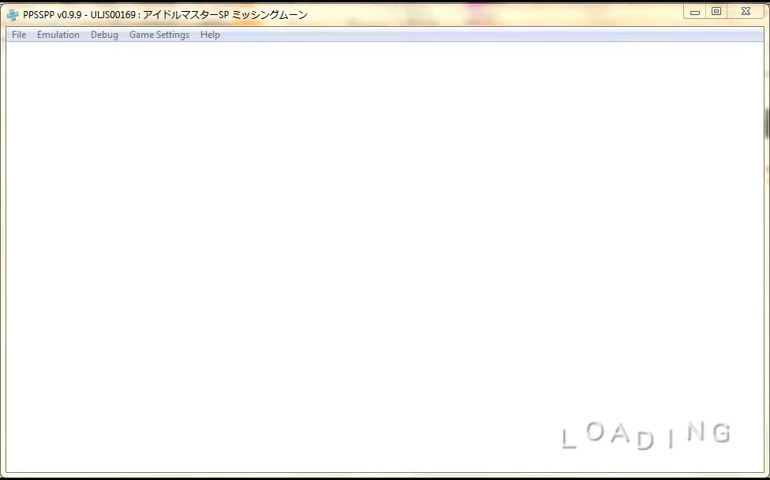 PPSSPP v0.9.9 - ULJS00169 : アイドルマスターSP ミッシングムーン
File Emulation Debug Game Settings Help
LOADING